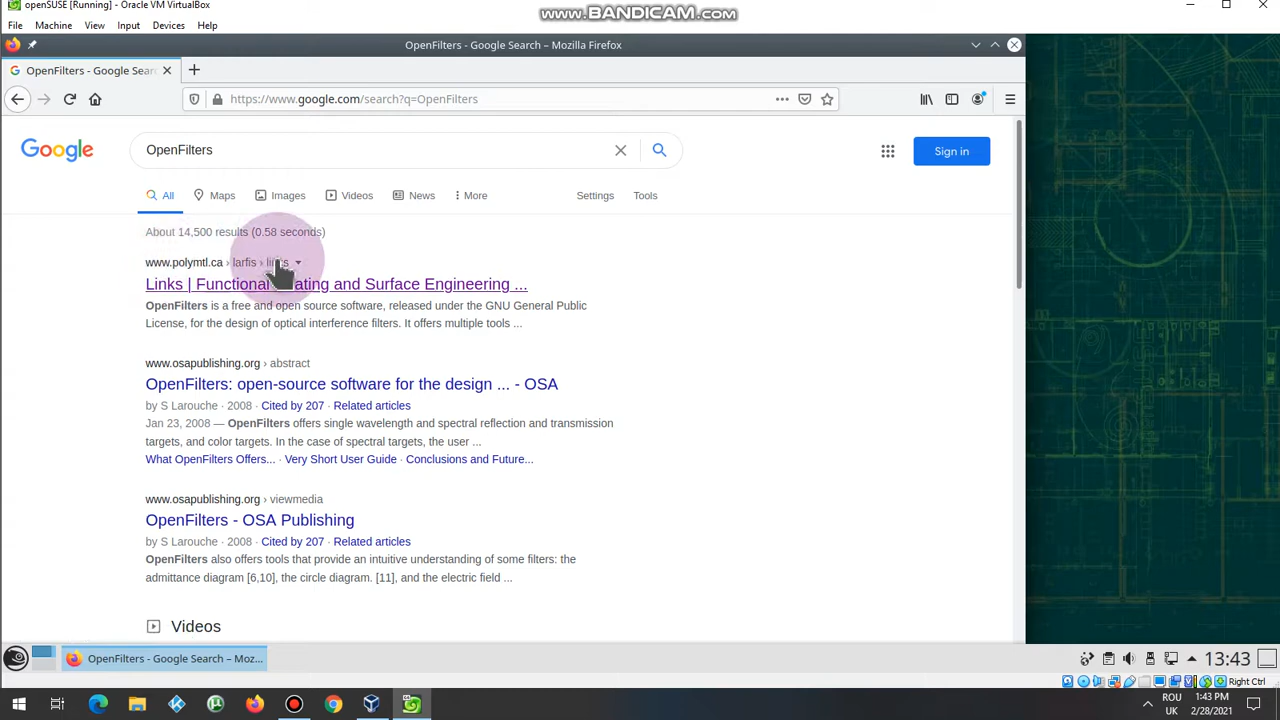 openSUSE [Running] - Oracle VM VirtualBox
www.BANDICAM.com
File Machine View Input Devices Help
OpenFilters - Google Search – Mozilla Firefox
OpenFilters - Google Sear
https://www.google.com/search?q=OpenFilters
Google
OpenFilters
Sign in
All Maps Images Videos News More Settings Tools
About 14,500 results (0.58 seconds)
www.polymtl.ca › larfis ›
Links | Functional and Surface Engineering ...
OpenFilters is a free and open source software, released under the GNU General Public
License, for the design of optical interference filters. It offers multiple tools ...
www.osapublishing.org › abstract
OpenFilters: open-source software for the design ... - OSA
by S Larouche · 2008 · Cited by 207 · Related articles
Jan 23, 2008 — OpenFilters offers single wavelength and spectral reflection and transmission
targets, and color targets. In the case of spectral targets, the user ...
What OpenFilters Offers... · Very Short User Guide · Conclusions and Future...
www.osapublishing.org › viewmedia
OpenFilters - OSA Publishing
by S Larouche · 2008 · Cited by 207 · Related articles
OpenFilters also offers tools that provide an intuitive understanding of some filters: the
admittance diagram [6,10], the circle diagram. [11], and the electric field ...
Videos
OpenFilters - Google Search – Moz...
13:43
Right Ctrl
ROU
UK
1:43 PM
2/28/2021